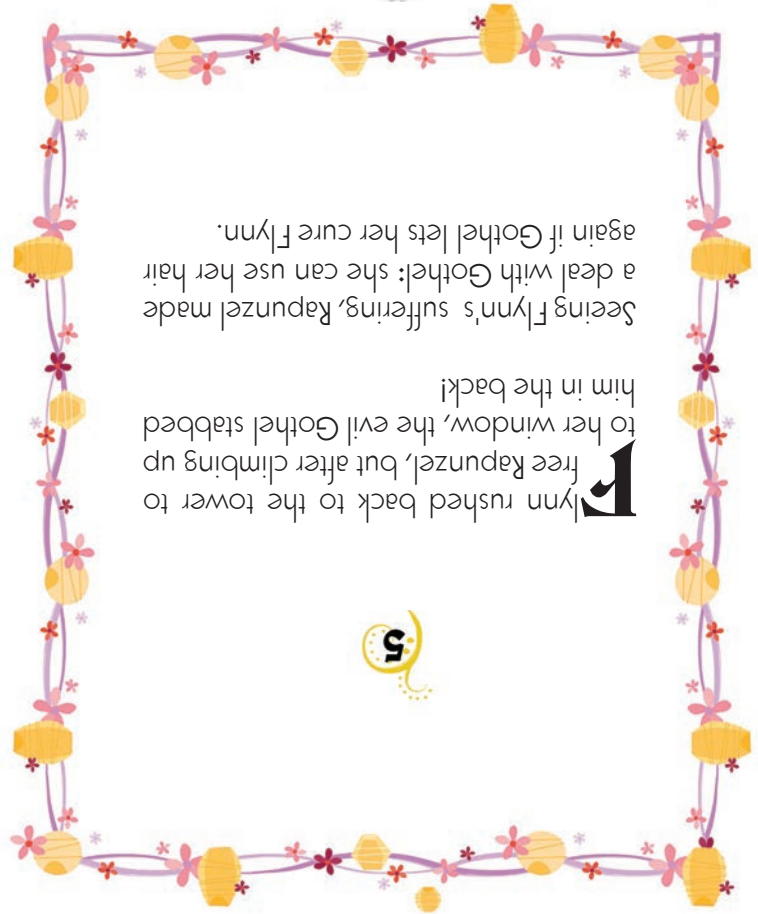 5
Flynn rushed back to the tower to
free Rapunzel, but after climbing up
to her window, the evil Gothel stabbed
him in the back!
Seeing Flynn's suffering, Rapunzel made
a deal with Gothel: she can use her hair
again if Gothel lets her cure Flynn.